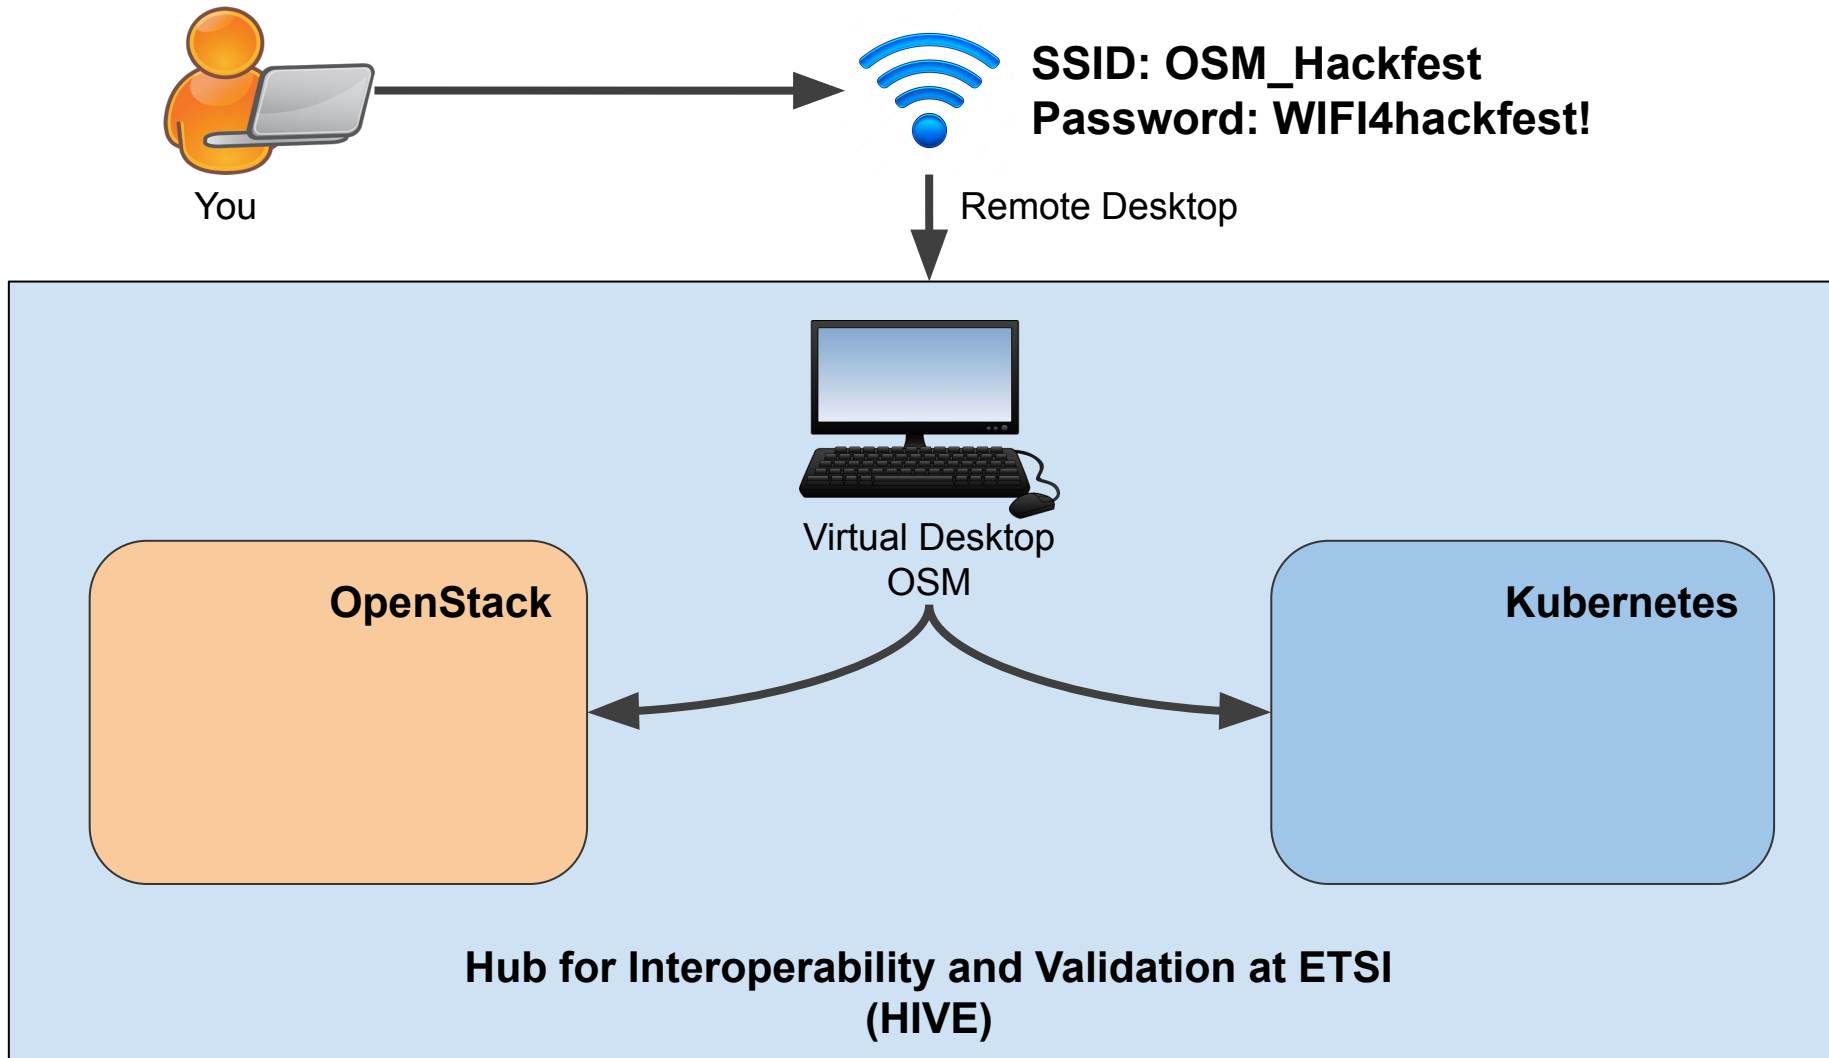 SSID: OSM_Hackfest
Password: WIFI4hackfest!
You
Remote Desktop
Virtual Desktop
OSM
OpenStack
Kubernetes
Hub for Interoperability and Validation at ETSI
(HIVE)